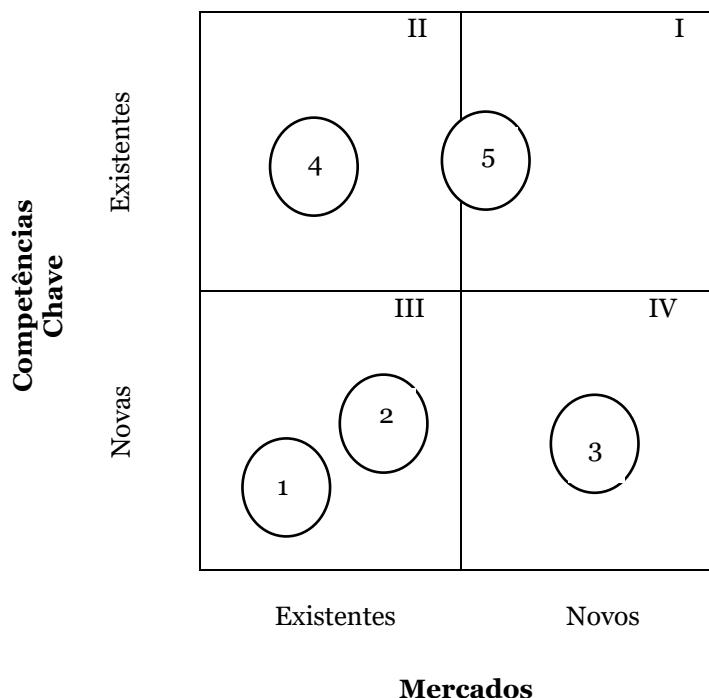 II
I
Existentes
4
5
Competências
Chave
III
IV
Novas
2
3
1
Existentes
Novos
Mercados